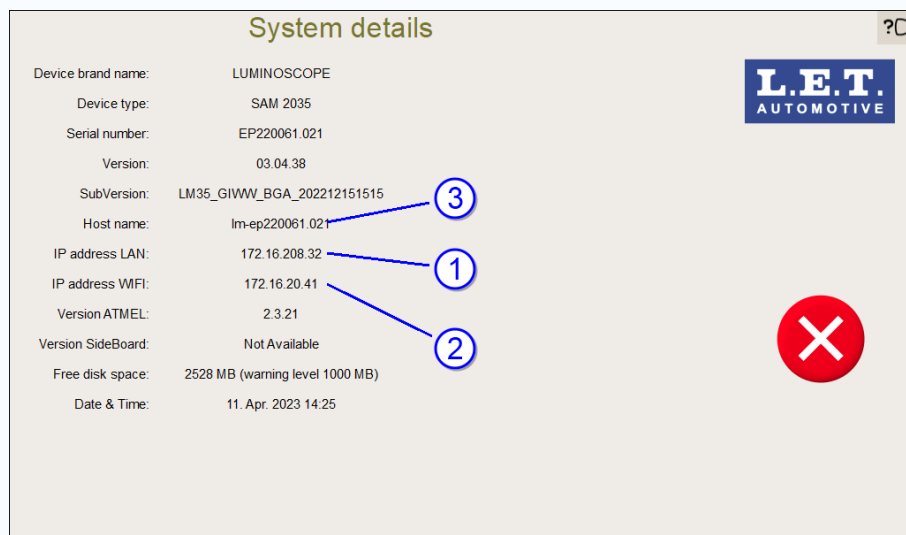 System details
?
L.E.T.
AUTOMOTIVE
Device brand name: LUMINOSCOPE
Device type: SAM 2035
Serial number: EP220061.021
Version: 03.04.38
SubVersion: LM35_GIWW_BGA_202212151515
Host name: lm-ep220061.021
IP address LAN: 172.16.208.32
IP address WIFI: 172.16.20.41
Version ATMEL: 2.3.21
Version SideBoard: Not Available
Free disk space: 2528 MB (warning level 1000 MB)
Date & Time: 11. Apr. 2023 14:25
3
1
2